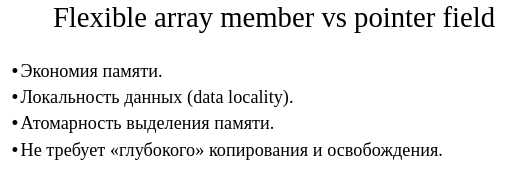 Flexible array member vs pointer field
•Экономия памяти.
•Локальность данных (data locality).
•Атомарность выделения памяти.
•Не требует «глубокого» копирования и освобождения.